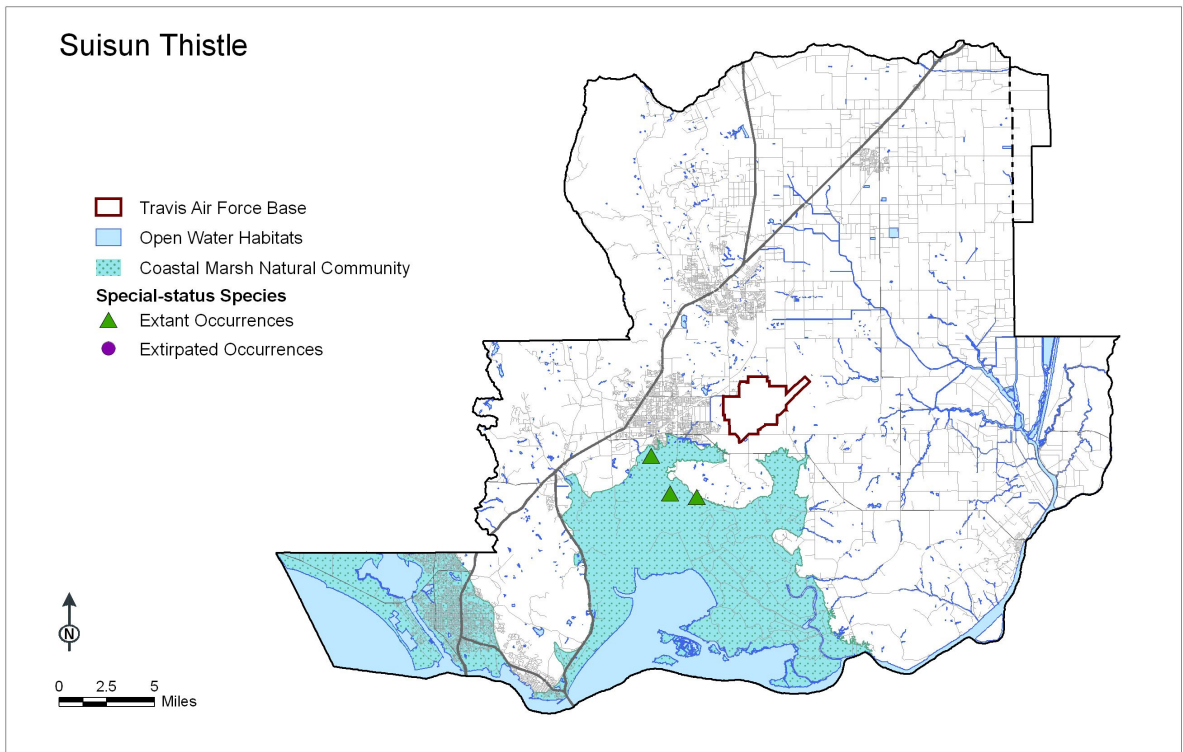 Suisun Thistle
Travis Air Force Base
Open Water Habitats
Coastal Marsh Natural Community
Special-status Species
Extant Occurrences
Extirpated Occurrences
N
0 2.5 5
Miles